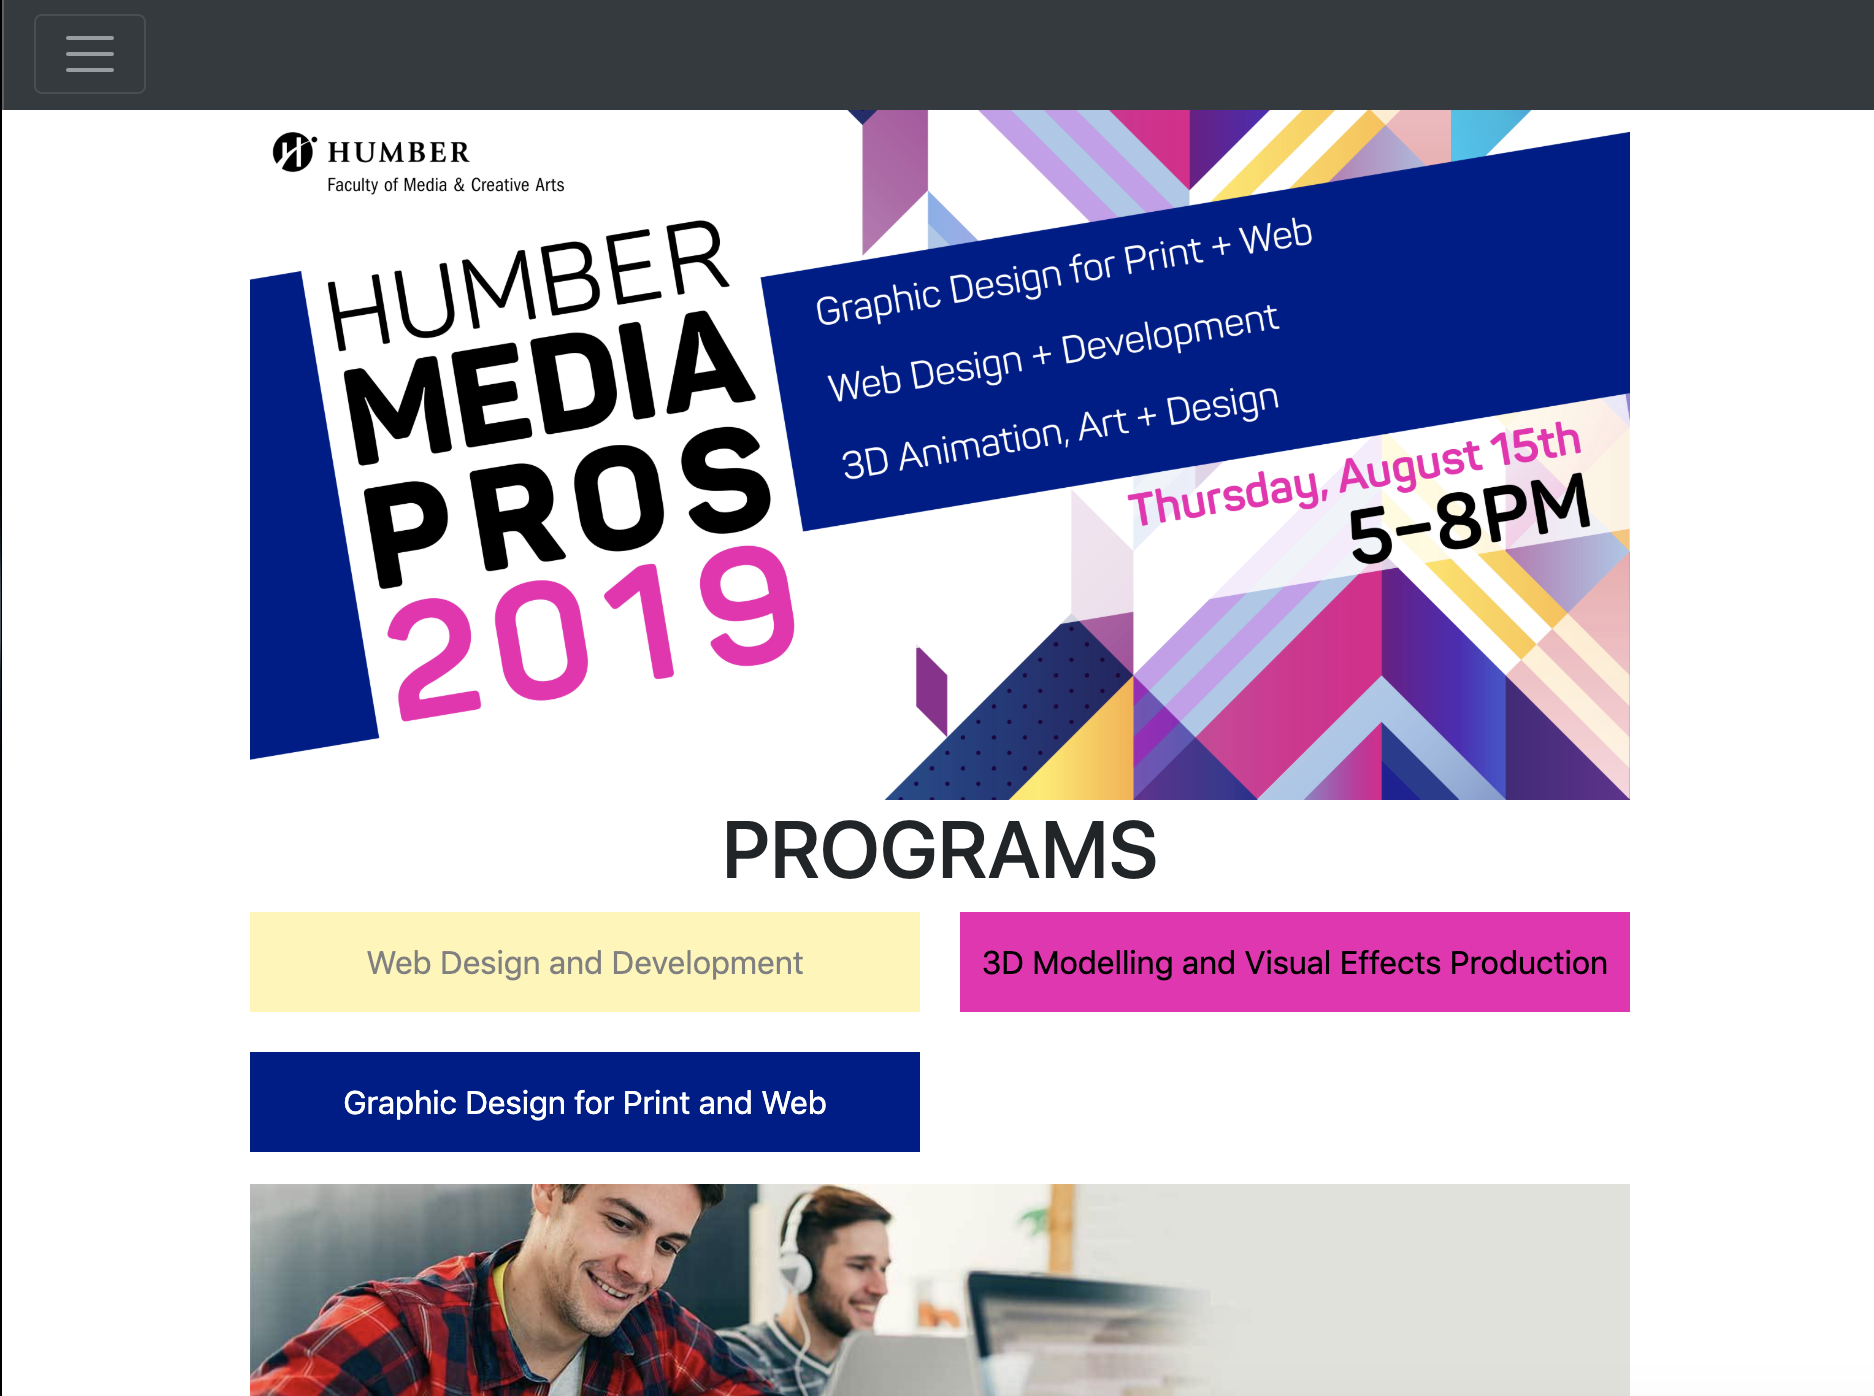 HUMBER
Faculty of Media & Creative Arts
HUMBER
MEDIA
PROS
2019
Graphic Design for Print + Web
Web Design + Development
3D Animation, Art + Design
Thursday, August 15th
5–8PM
PROGRAMS
Web Design and Development
3D Modelling and Visual Effects Production
Graphic Design for Print and Web